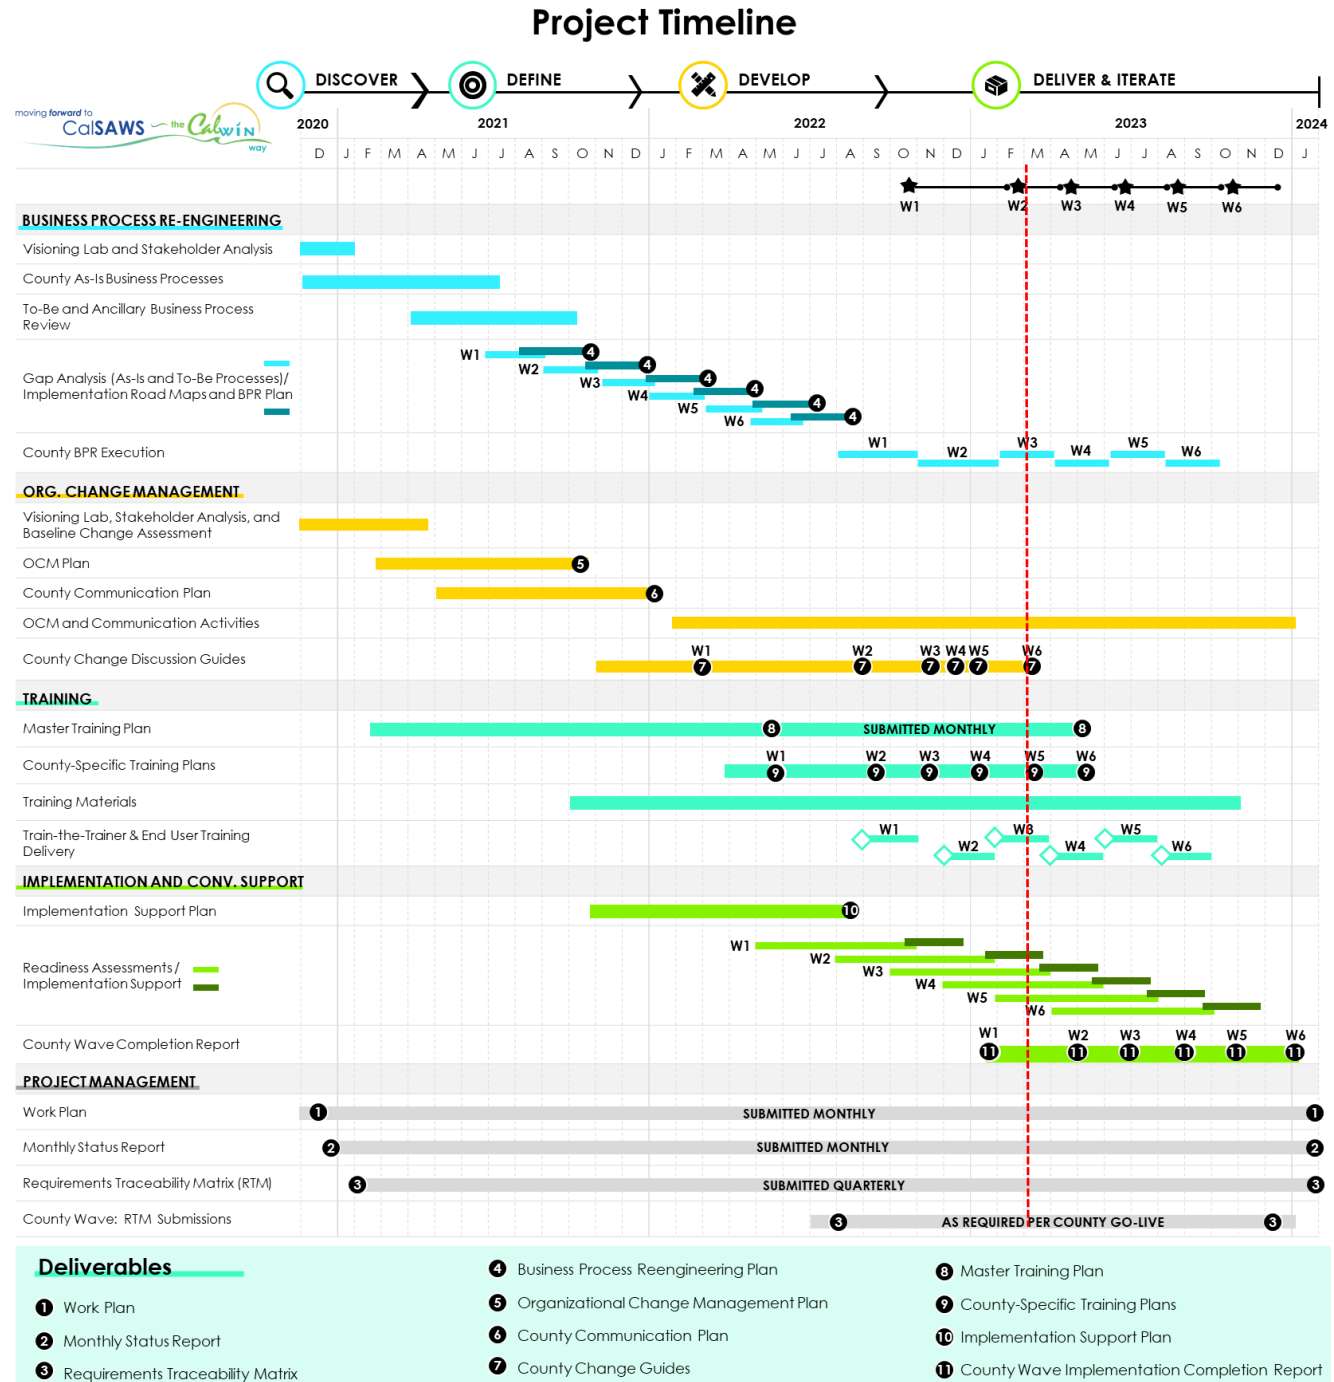 Project Timeline
DISCOVER
DEFINE
DEVELOP
DELIVER & ITERATE
moving forward to
CalSAWS the CalWIN
way
2020 2021 2022 2023 2024
D J F M A M J J A S O N D J F M A M J J A S O N D J F M A M J J A S O N D J
W1 W2 W3 W4 W5 W6
BUSINESS PROCESS RE-ENGINEERING
Visioning Lab and Stakeholder Analysis
County As-Is Business Processes
To-Be and Ancillary Business Process
Review
Gap Analysis (As-Is and To-Be Processes)/
Implementation Road Maps and BPR Plan
W1 4
W2 4
W3 4
W4 4
W5 4
W6 4
County BPR Execution
W1 W2 W3 W4 W5 W6
ORG. CHANGE MANAGEMENT
Visioning Lab, Stakeholder Analysis, and
Baseline Change Assessment
OCM Plan 5
County Communication Plan 6
OCM and Communication Activities
County Change Discussion Guides
W1 W2 W3 W4 W5 W6
7 7 7 7 7 7
TRAINING
Master Training Plan 8 SUBMITTED MONTHLY 8
County-Specific Training Plans
W1 W2 W3 W4 W5 W6
9 9 9 9 9 9
Training Materials
Train-the-Trainer & End User Training
Delivery
W1 W2 W3 W4 W5 W6
IMPLEMENTATION AND CONV. SUPPORT
Implementation Support Plan 10
Readiness Assessments/
Implementation Support
W1
W2
W3
W4
W5
W6
County Wave Completion Report
W1 W2 W3 W4 W5 W6
11 11 11 11 11 11
PROJECT MANAGEMENT
Work Plan 1 SUBMITTED MONTHLY 1
Monthly Status Report 2 SUBMITTED MONTHLY 2
Requirements Traceability Matrix (RTM) 3 SUBMITTED QUARTERLY 3
County Wave: RTM Submissions 3 AS REQUIRED PER COUNTY GO-LIVE 3
Deliverables
1 Work Plan
2 Monthly Status Report
3 Requirements Traceability Matrix
4 Business Process Reengineering Plan
5 Organizational Change Management Plan
6 County Communication Plan
7 County Change Guides
8 Master Training Plan
9 County-Specific Training Plans
10 Implementation Support Plan
11 County Wave Implementation Completion Report